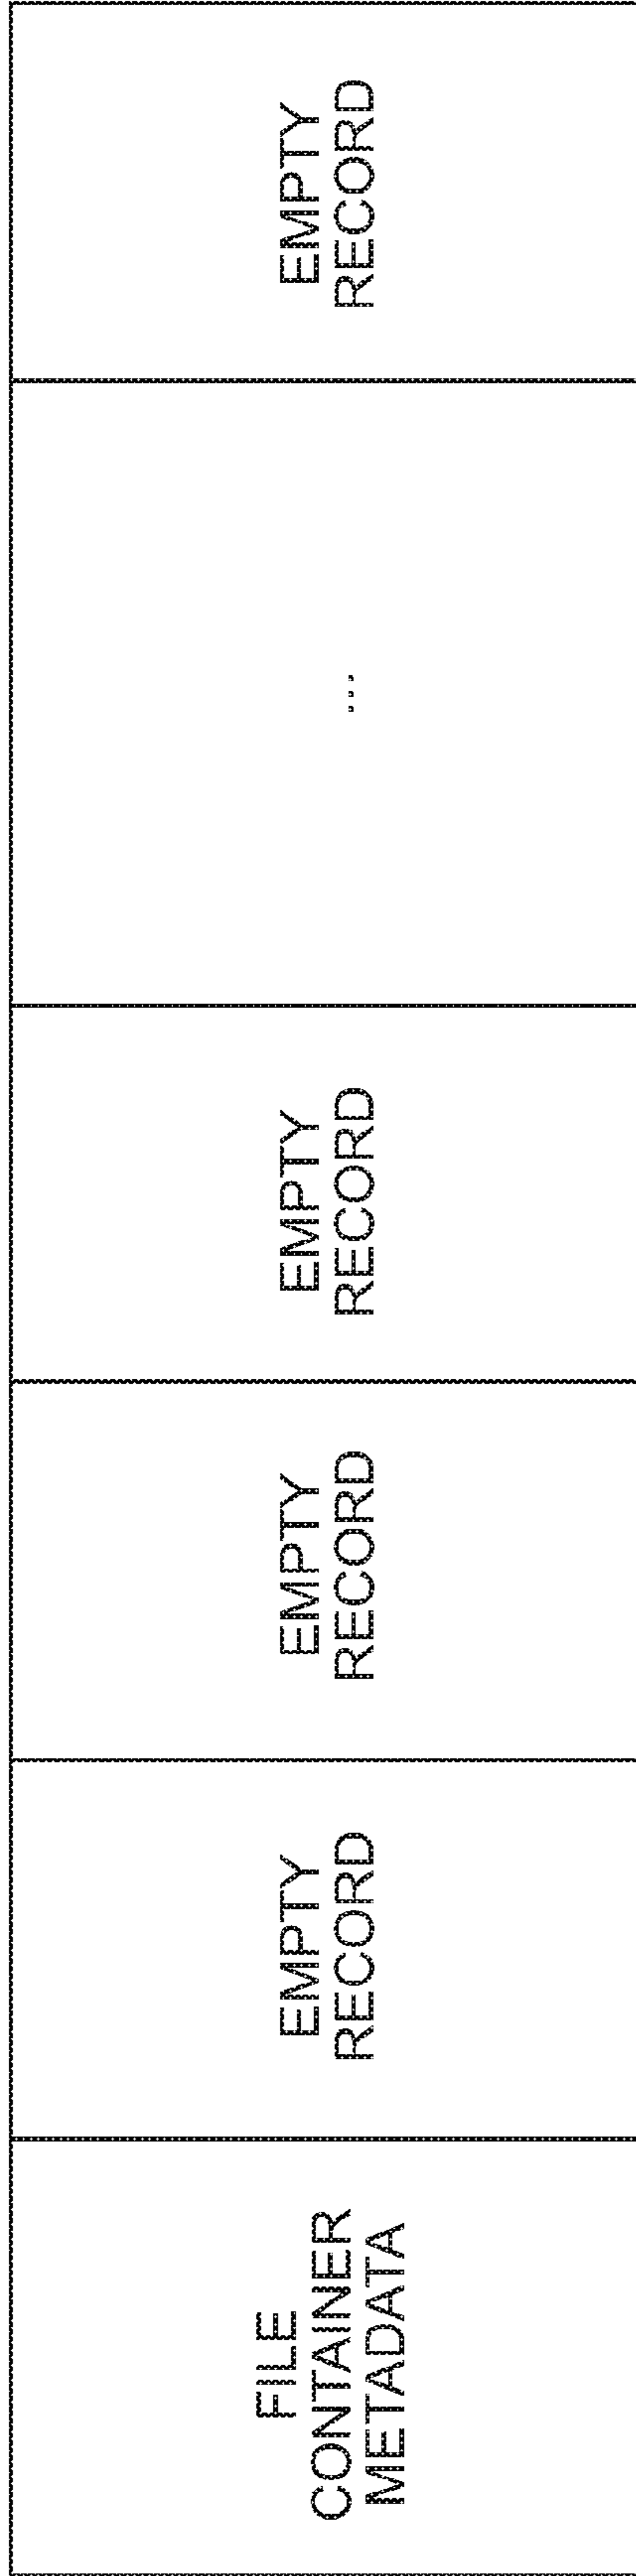 FILE
CONTAINER
METADATA
EMPTY
RECORD
EMPTY
RECORD
EMPTY
RECORD
...
EMPTY
RECORD